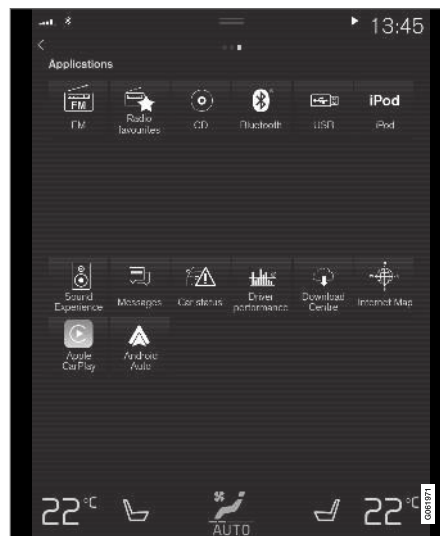 13:45
Applications
FM
FM Radio favourites CD Bluetooth USB iPod
iPod
Sound Experience Messages Car status Driver performance Download Centre Internet Map
Apple CarPlay Android Auto
22°C AUTO 22°C
G061971